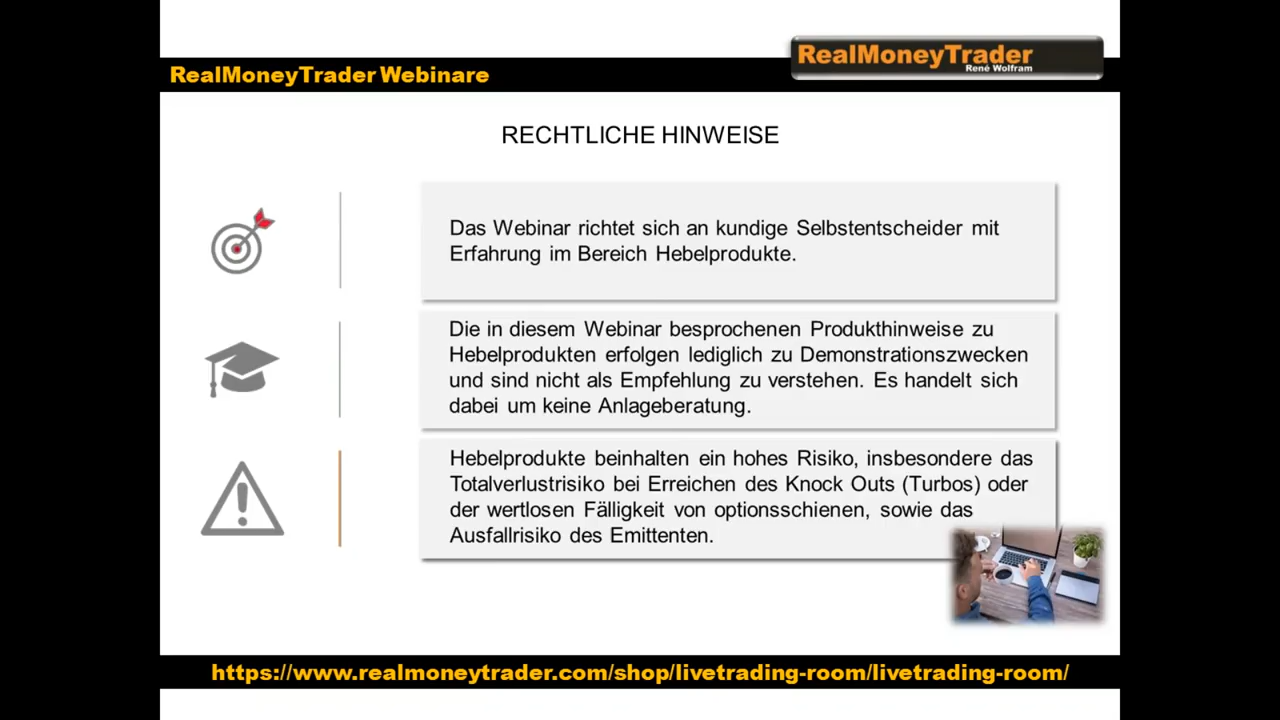 RealMoneyTrader
René Wolfram
RealMoneyTrader Webinare
RECHTLICHE HINWEISE
Das Webinar richtet sich an kundige Selbstentscheider mit
Erfahrung im Bereich Hebelprodukte.
Die in diesem Webinar besprochenen Produkthinweise zu
Hebelprodukten erfolgen lediglich zu Demonstrationszwecken
und sind nicht als Empfehlung zu verstehen. Es handelt sich
dabei um keine Anlageberatung.
Hebelprodukte beinhalten ein hohes Risiko, insbesondere das
Totalverlustrisiko bei Erreichen des Knock Outs (Turbos) oder
der wertlosen Fälligkeit von optionsschienen, sowie das
Ausfallrisiko des Emittenten.
https://www.realmoneytrader.com/shop/livetrading-room/livetrading-room/